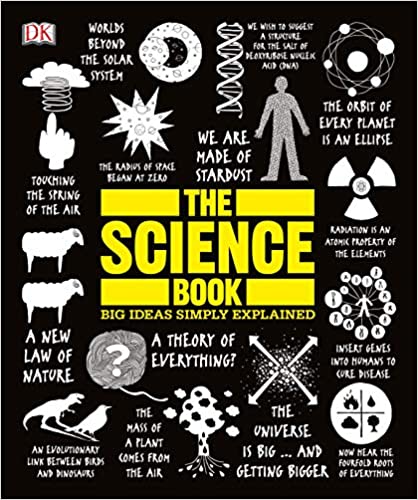 DK
WORLDS
BEYOND
THE SOLAR
SYSTEM
WE WISH TO SUGGEST
A STRUCTURE
FOR THE SALT OF
DEOXYRIBOSE NUCLEIC
ACID (DNA)
THE ORBIT OF
EVERY PLANET
IS AN ELLIPSE
TOUCHING
THE SPRING
OF THE AIR
THE RADIUS OF SPACE
BEGAN AT ZERO
WE ARE
MADE OF
STARDUST
RADIATION IS AN
ATOMIC PROPERTY OF
THE ELEMENTS
THE
SCIENCE
BOOK
BIG IDEAS SIMPLY EXPLAINED
A NEW
LAW OF
NATURE
A THEORY OF
EVERYTHING?
?
INSERT GENES
INTO HUMANS TO
CURE DISEASE
AN EVOLUTIONARY
LINK BETWEEN BIRDS
AND DINOSAURS
THE
MASS OF
A PLANT
COMES FROM
THE AIR
THE
UNIVERSE
IS BIG ... AND
GETTING BIGGER
NOW HEAR THE
FOURFOLD ROOTS
OF EVERYTHING